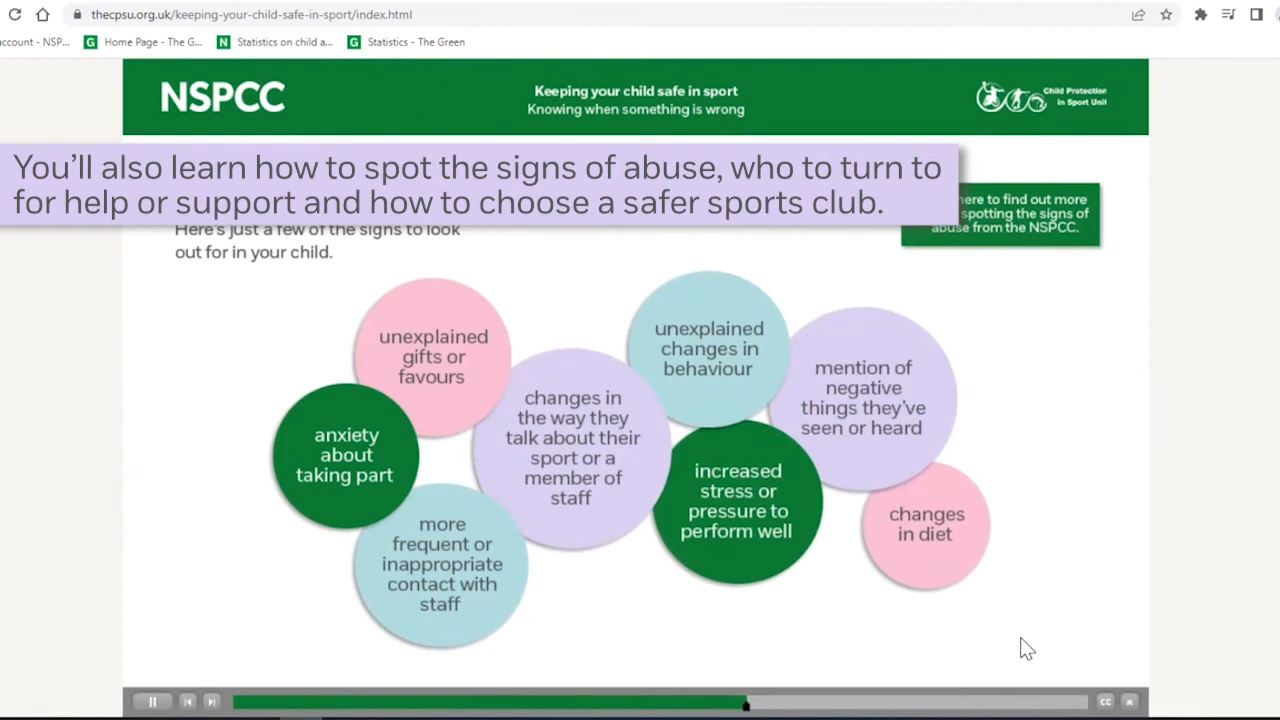 thecpsu.org.uk/keeping-your-child-safe-in-sport/index.html
account - NSP...
Home Page - The G...
Statistics on child a...
Statistics - The Green
NSPCC
Keeping your child safe in sport
Knowing when something is wrong
Child Protection
in Sport Unit
You'll also learn how to spot the signs of abuse, who to turn to
for help or support and how to choose a safer sports club.
here to find out more
spotting the signs of
abuse from the NSPCC.
Here's just a few of the signs to look
out for in your child.
unexplained
gifts or
favours
unexplained
changes in
behaviour
mention of
negative
things they've
seen or heard
changes in
the way they
talk about their
sport or a
member of
staff
anxiety
about
taking part
increased
stress or
pressure to
perform well
changes
in diet
more
frequent or
inappropriate
contact with
staff
CC